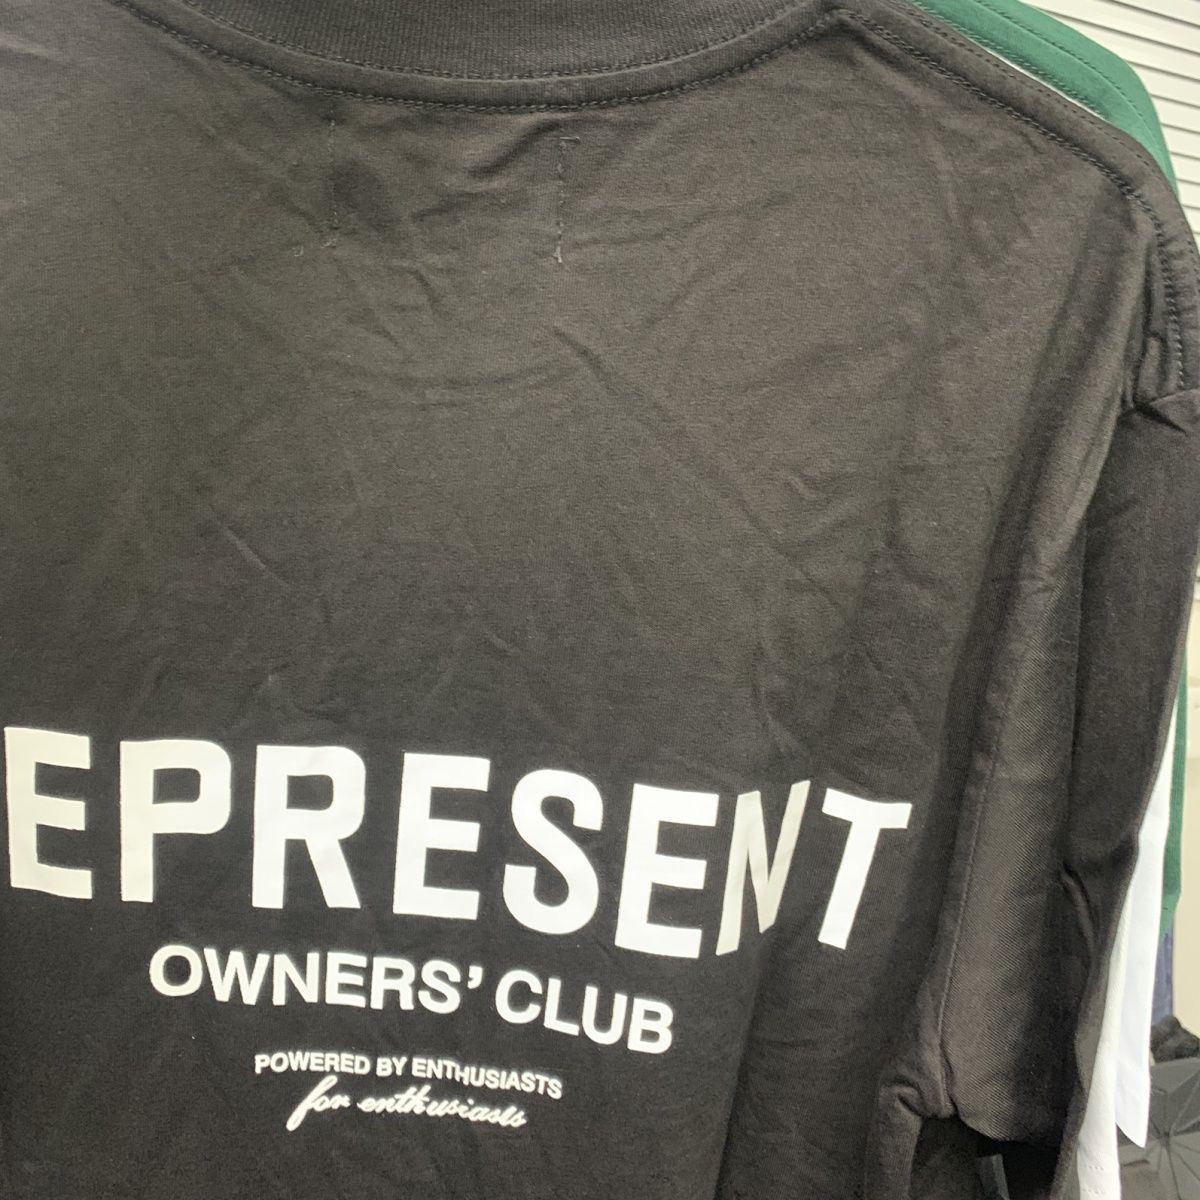 EPRESENT
OWNERS' CLUB
POWERED BY ENTHUSIASTS
for enthusiasts